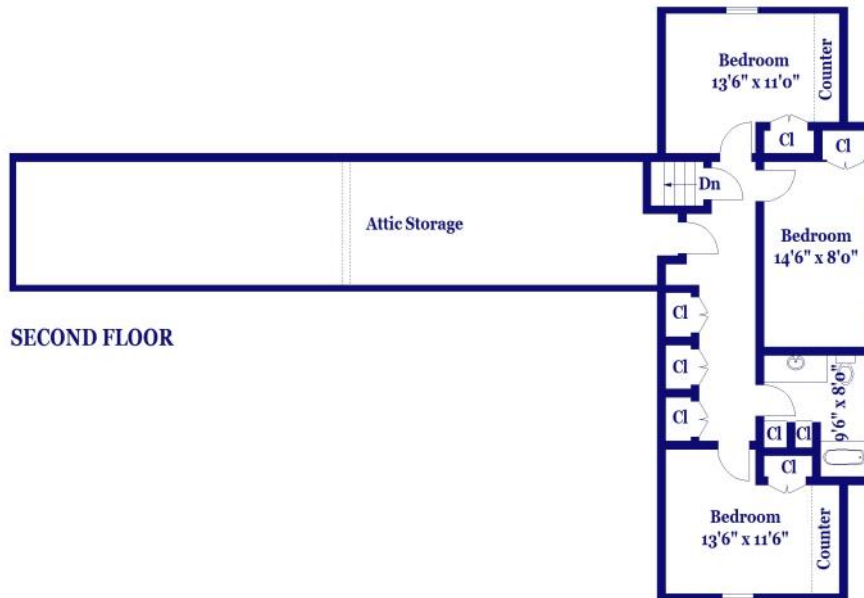 Bedroom
13'6" x 11'0"
Counter
Cl
Cl
Dn
Attic Storage
Bedroom
14'6" x 8'0"
SECOND FLOOR
Cl
Cl
Cl
9'6" x 8'0"
Cl
Cl
Cl
Bedroom
13'6" x 11'6"
Counter